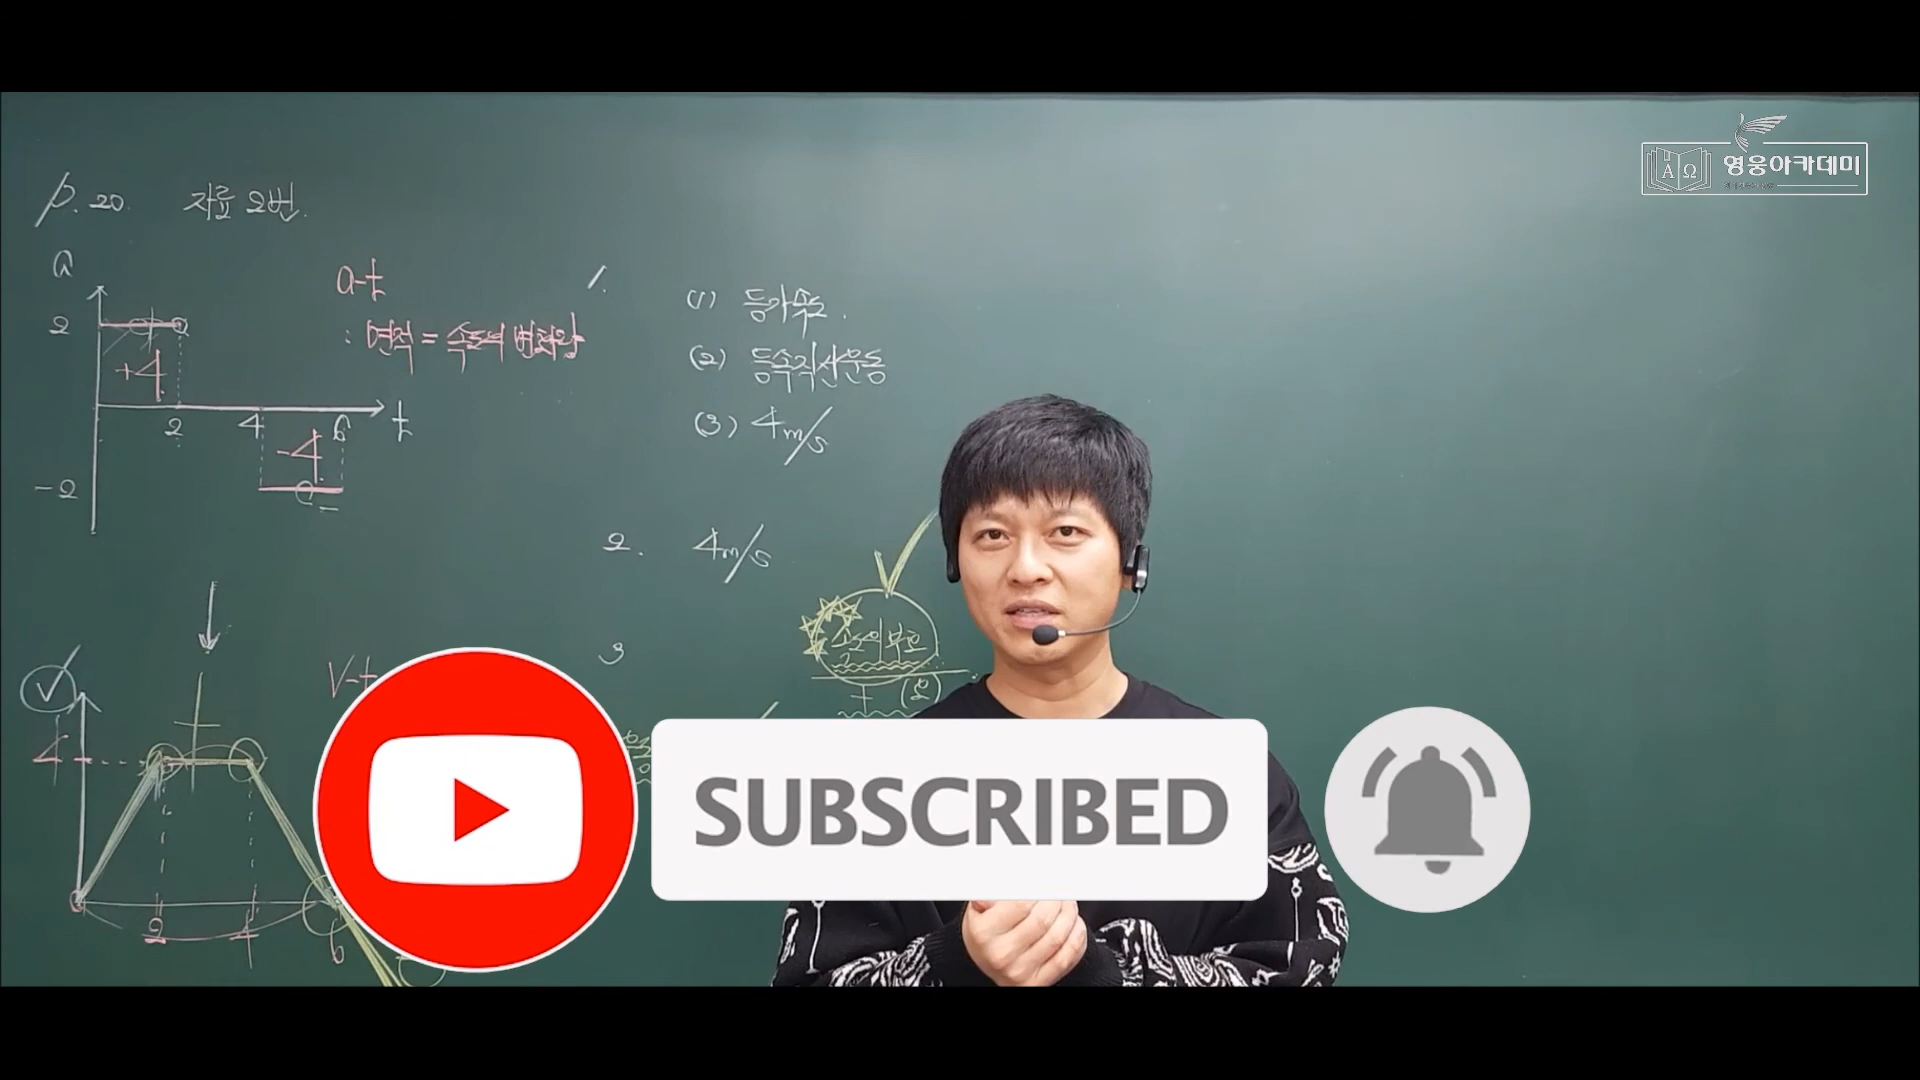 영웅아카데미
p. 20. 자료 2번.
a
a-t
2
: 면적 = 속도의 변화량
+4
2 4 6 t
-4
-2
1.
(1) 등가속도.
(2) 등속직선운동
(3) 4m/s
2. 4m/s
3
속도의 부호
+ (운)
V
V-t
4
2 4 6
SUBSCRIBED